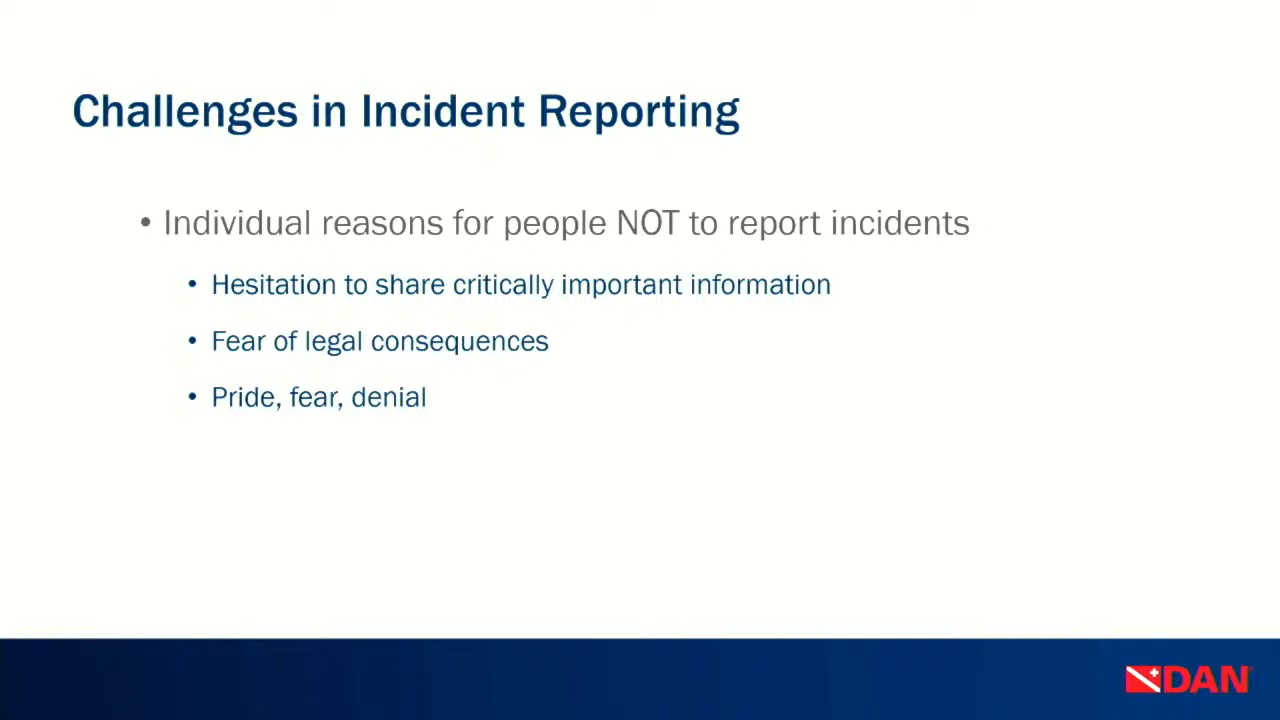 Challenges in Incident Reporting
• Individual reasons for people NOT to report incidents
• Hesitation to share critically important information
• Fear of legal consequences
• Pride, fear, denial
DAN